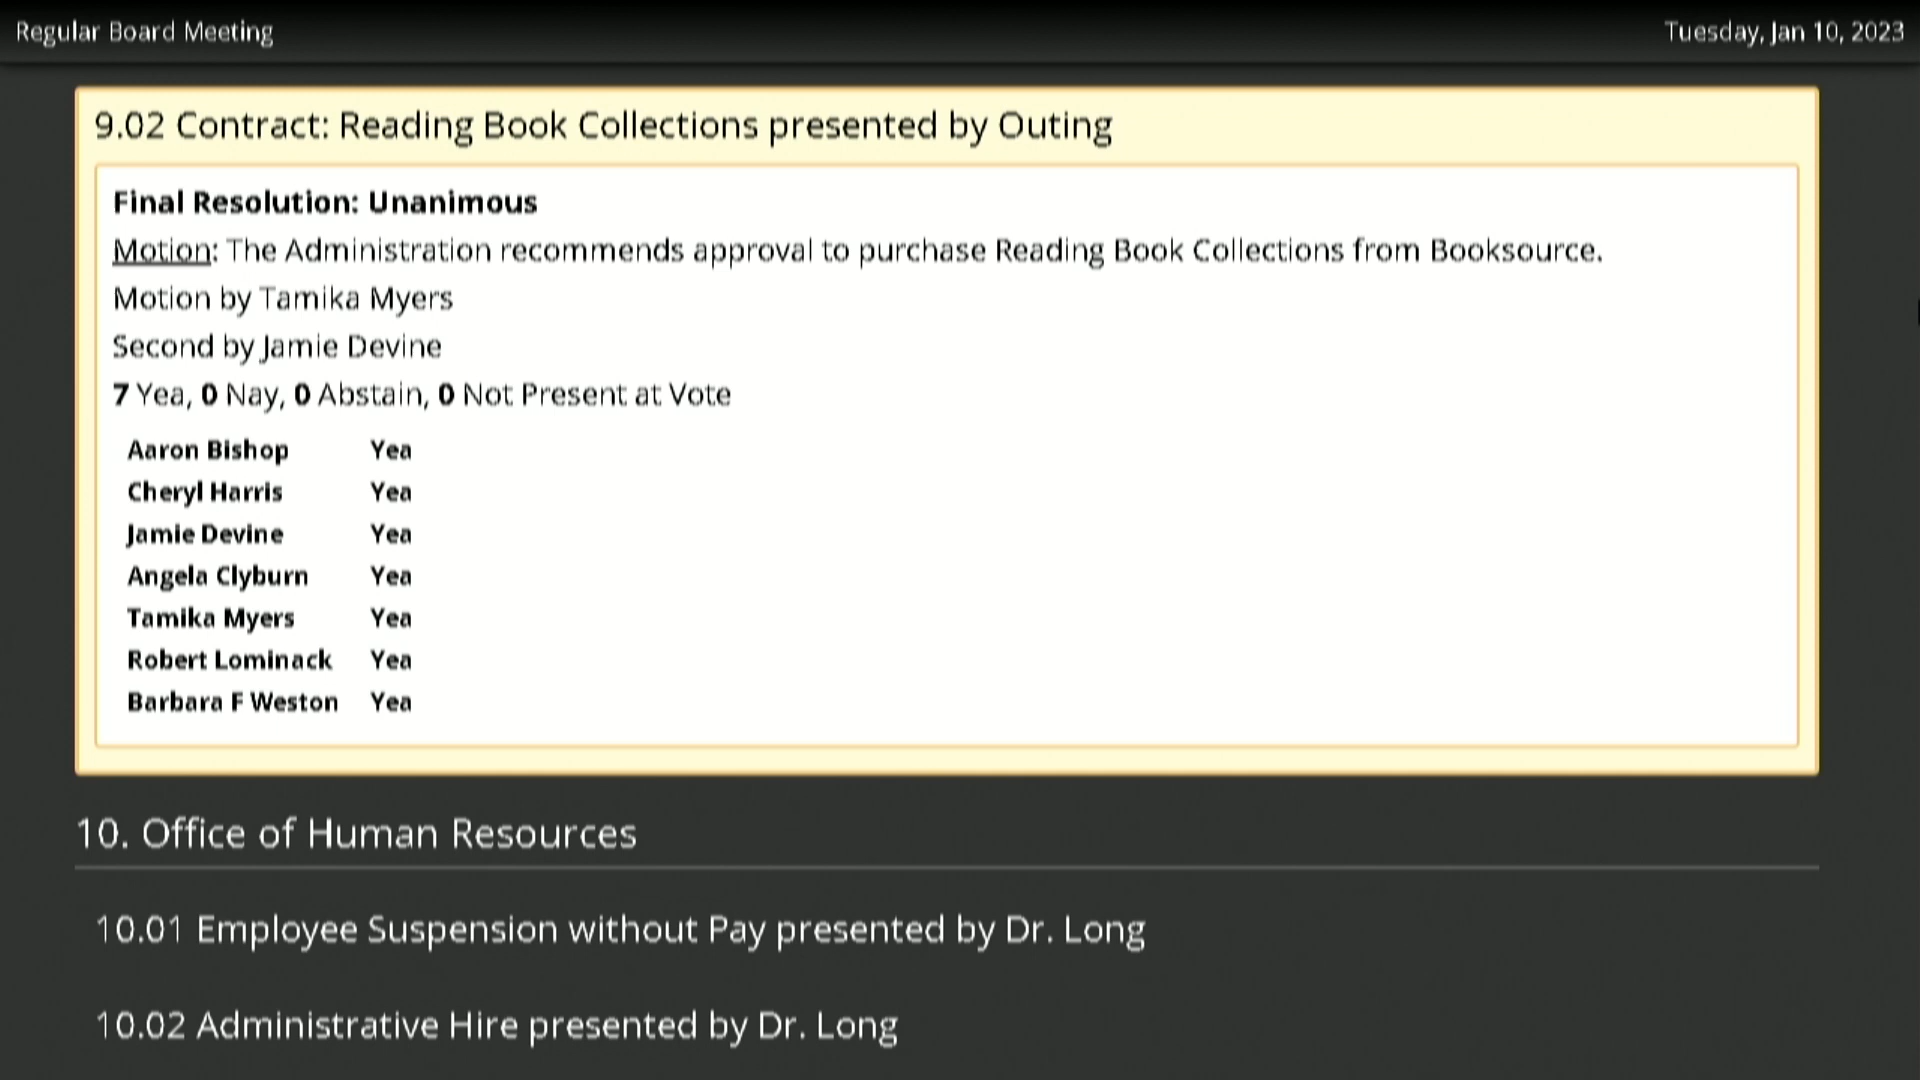 Regular Board Meeting
Tuesday, Jan 10, 2023
9.02 Contract: Reading Book Collections presented by Outing
Final Resolution: Unanimous
Motion: The Administration recommends approval to purchase Reading Book Collections from Booksource.
Motion by Tamika Myers
Second by Jamie Devine
7 Yea, 0 Nay, 0 Abstain, 0 Not Present at Vote
Aaron Bishop Yea
Cheryl Harris Yea
Jamie Devine Yea
Angela Clyburn Yea
Tamika Myers Yea
Robert Lominack Yea
Barbara F Weston Yea
10. Office of Human Resources
10.01 Employee Suspension without Pay presented by Dr. Long
10.02 Administrative Hire presented by Dr. Long